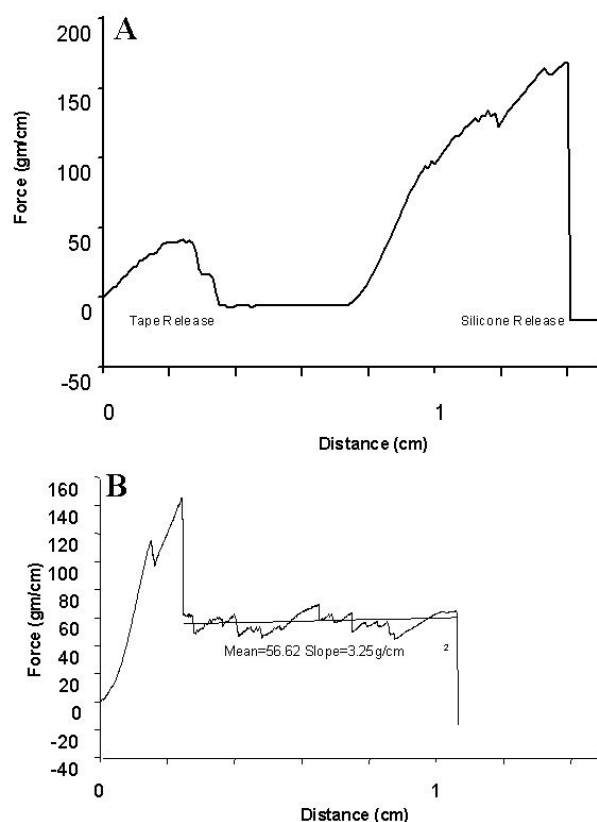 A
200
150
100
50
0
-50
Force (gm/cm)
Tape Release
Silicone Release
0
1
Distance (cm)
B
160
140
120
100
80
60
40
20
0
-20
-40
Force (gm/cm)
Mean=56.62 Slope=3.25g/cm 2
0
1
Distance (cm)